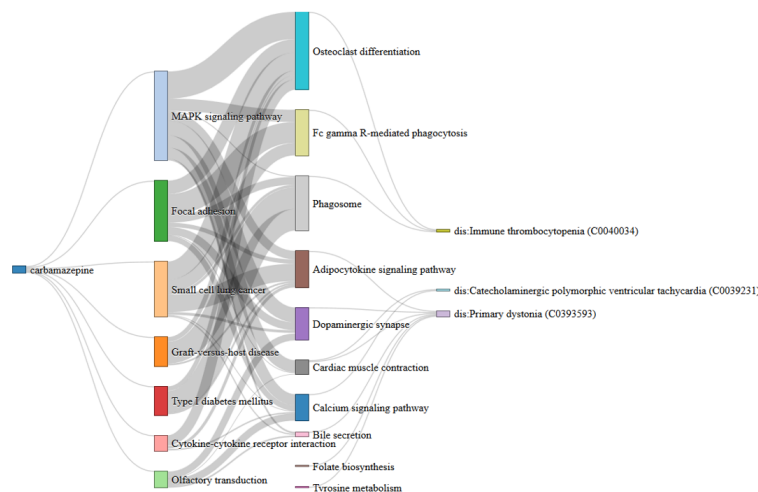 carbamazepine
MAPK signaling pathway
Focal adhesion
Small cell lung cancer
Graft-versus-host disease
Type I diabetes mellitus
Cytokine-cytokine receptor interaction
Olfactory transduction
Osteoclast differentiation
Fc gamma R-mediated phagocytosis
Phagosome
Adipocytokine signaling pathway
Dopaminergic synapse
Cardiac muscle contraction
Calcium signaling pathway
Bile secretion
Folate biosynthesis
Tyrosine metabolism
dis:Immune thrombocytopenia (C0040034)
dis:Catecholaminergic polymorphic ventricular tachycardia (C0039231)
dis:Primary dystonia (C0393593)